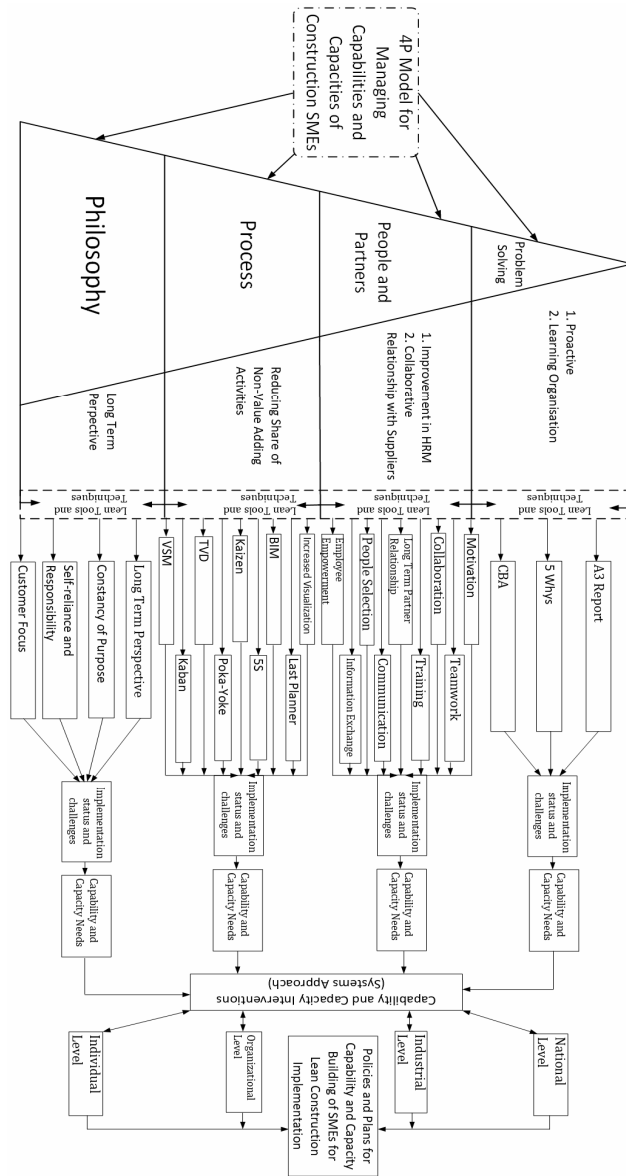 4P Model for
Managing
Capabilities and
Capacities of
Construction SMEs
Problem
Solving
People and
Partners
Process
Philosophy
1. Proactive
2. Learning Organisation
1. Improvement in HRM
2. Collaborative
Relationship with Suppliers
Reducing Share of
Non-Value Adding
Activities
Long Term
Perpective
Lean Tools and
Techniques
Lean Tools and
Techniques
Lean Tools and
Techniques
Lean Tools and
Techniques
A3 Report
5 Whys
CBA
Motivation
Teamwork
Collaboration
Training
Long Term Partner
Relationship
Communication
People Selection
Information Exchange
Employee
Empowerment
Increased Visualization
Last Planner
BIM
5S
Kaizen
Poka-Yoke
TVD
Kaban
VSM
Long Term Perspective
Constancy of Purpose
Self-reliance and
Responsibility
Customer Focus
Implementation
status and
challenges
Implementation
status and
challenges
Implementation
status and
challenges
implementation
status and
challenges
Capability and
Capacity Needs
Capability and
Capacity Needs
Capability and
Capacity Needs
Capability and
Capacity Needs
Capability and Capacity Interventions
(Systems Approach)
National Level
Industrial
Level
Organizational
Level
Individual
Level
Policies and Plans for
Capability and Capacity
Building of SMEs for
Lean Construction
Implementation